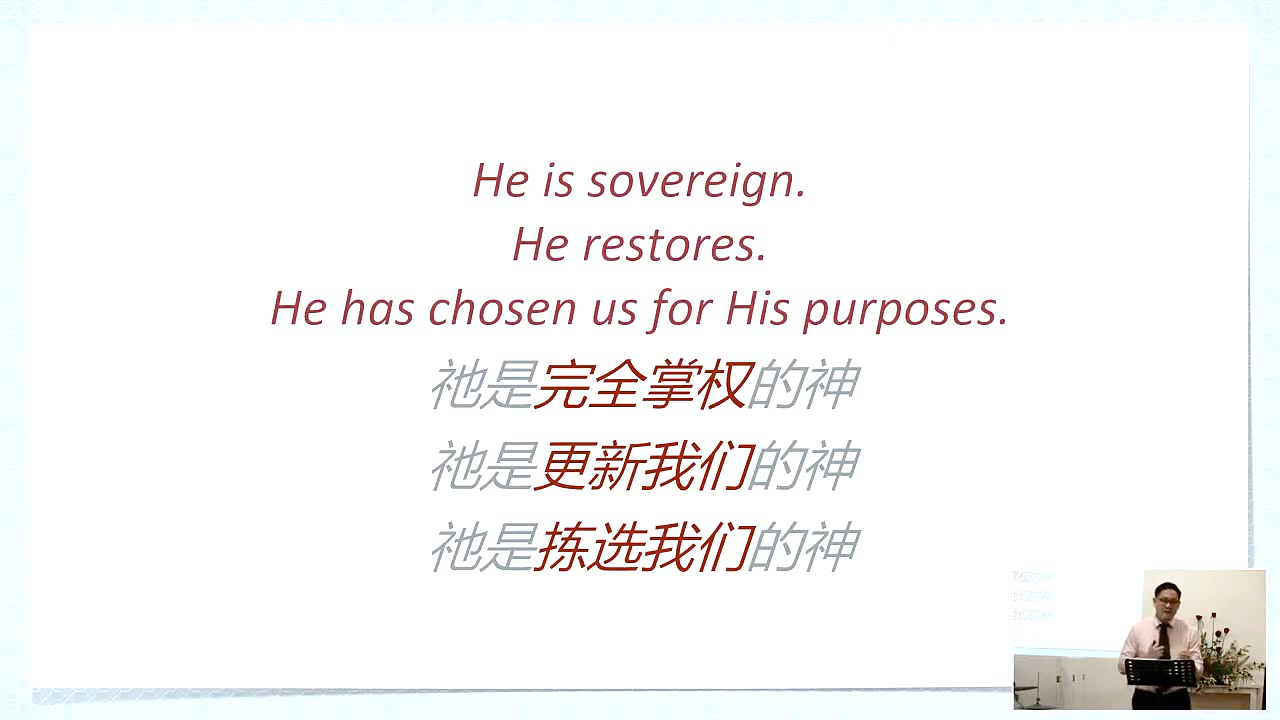 He is sovereign.
He restores.
He has chosen us for His purposes.
祂是完全掌权的神
祂是更新我们的神
祂是拣选我们的神